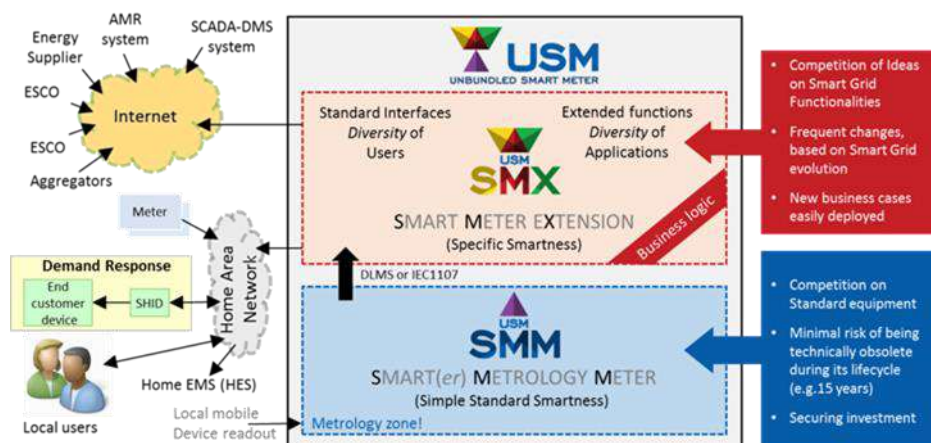 AMR
system
SCADA-DMS
system
Energy
Supplier
ESCO
ESCO
Internet
Aggregators
Meter
Demand Response
End
customer
device
SHID
Home Area
Network
Local users
Home EMS (HES)
Local mobile
Device readout
USM
UNBUNDLED SMART METER
Standard Interfaces
Diversity of
Users
Extended functions
Diversity of
Applications
USM
SMX
SMART METER EXTENSION
(Specific Smartness)
Business logic
DLMS or IEC1107
USM
SMM
SMART(er) METROLOGY METER
(Simple Standard Smartness)
Metrology zone!
• Competition of Ideas
on Smart Grid
Functionalities
• Frequent changes,
based on Smart Grid
evolution
• New business cases
easily deployed
• Competition on
Standard equipment
• Minimal risk of being
technically obsolete
during its lifecycle
(e.g.15 years)
• Securing investment